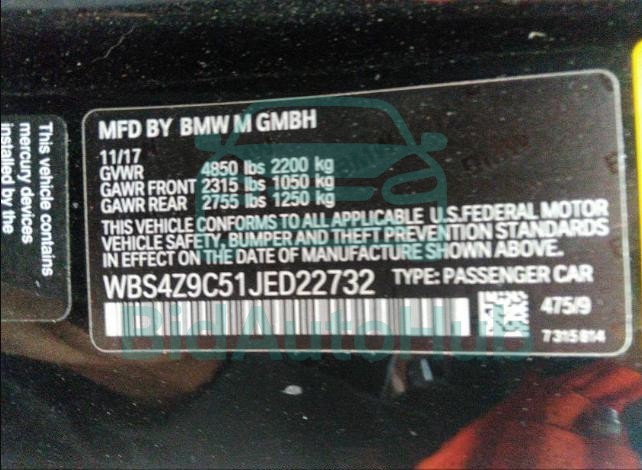 MFD BY BMW M GMBH
11/17
GVWR 4850 lbs 2200 kg
GAWR FRONT 2315 lbs 1050 kg
GAWR REAR 2755 lbs 1250 kg
THIS VEHICLE CONFORMS TO ALL APPLICABLE U.S.FEDERAL MOTOR
VEHICLE SAFETY, BUMPER AND THEFT PREVENTION STANDARDS
IN EFFECT ON THE DATE OF MANUFACTURE SHOWN ABOVE.
WBS4Z9C51JED22732 TYPE: PASSENGER CAR
475/9
7315814
This vehicle contains
mercury devices
installed by the
BidAutoHub